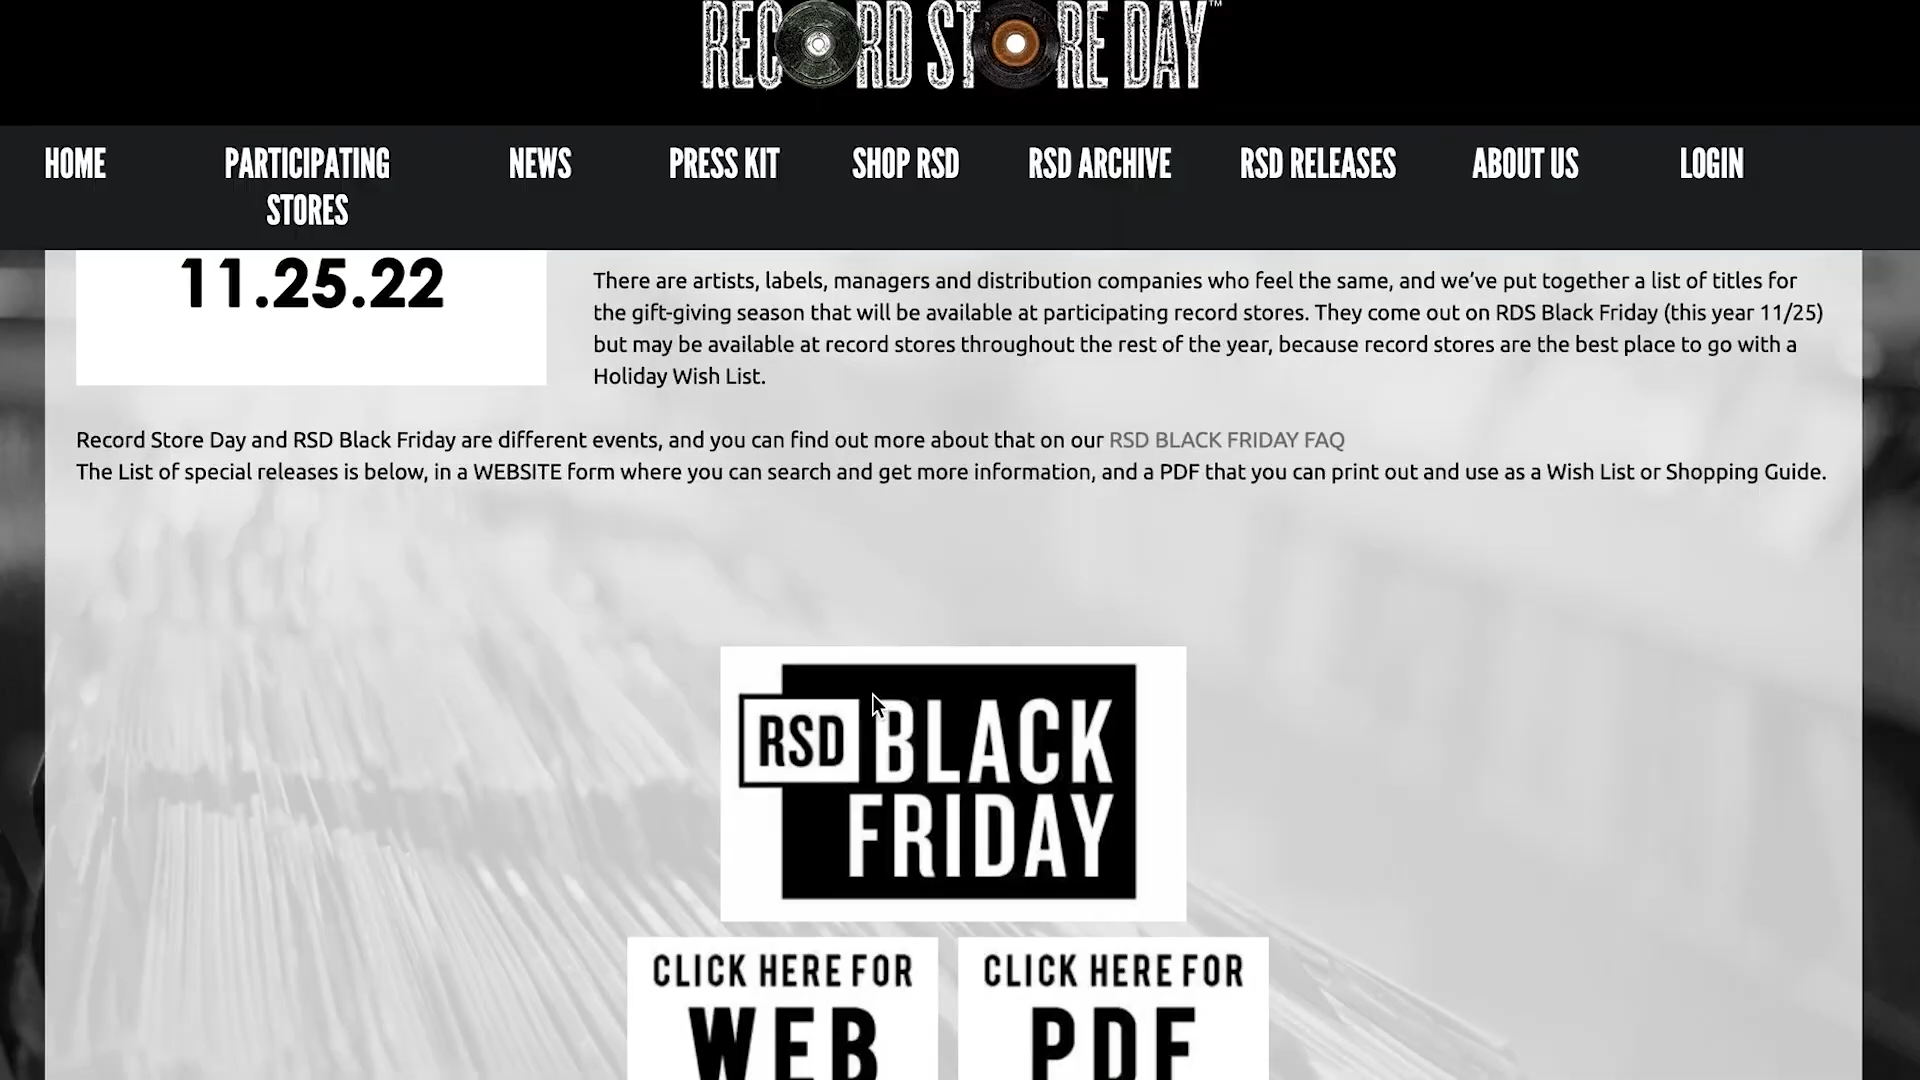 RECORD STORE DAY™
HOME
PARTICIPATING
STORES
NEWS
PRESS KIT
SHOP RSD
RSD ARCHIVE
RSD RELEASES
ABOUT US
LOGIN
11.25.22
There are artists, labels, managers and distribution companies who feel the same, and we’ve put together a list of titles for
the gift-giving season that will be available at participating record stores. They come out on RDS Black Friday (this year 11/25)
but may be available at record stores throughout the rest of the year, because record stores are the best place to go with a
Holiday Wish List.
Record Store Day and RSD Black Friday are different events, and you can find out more about that on our RSD BLACK FRIDAY FAQ
The List of special releases is below, in a WEBSITE form where you can search and get more information, and a PDF that you can print out and use as a Wish List or Shopping Guide.
RSD BLACK
FRIDAY
CLICK HERE FOR
WEB
CLICK HERE FOR
PDF